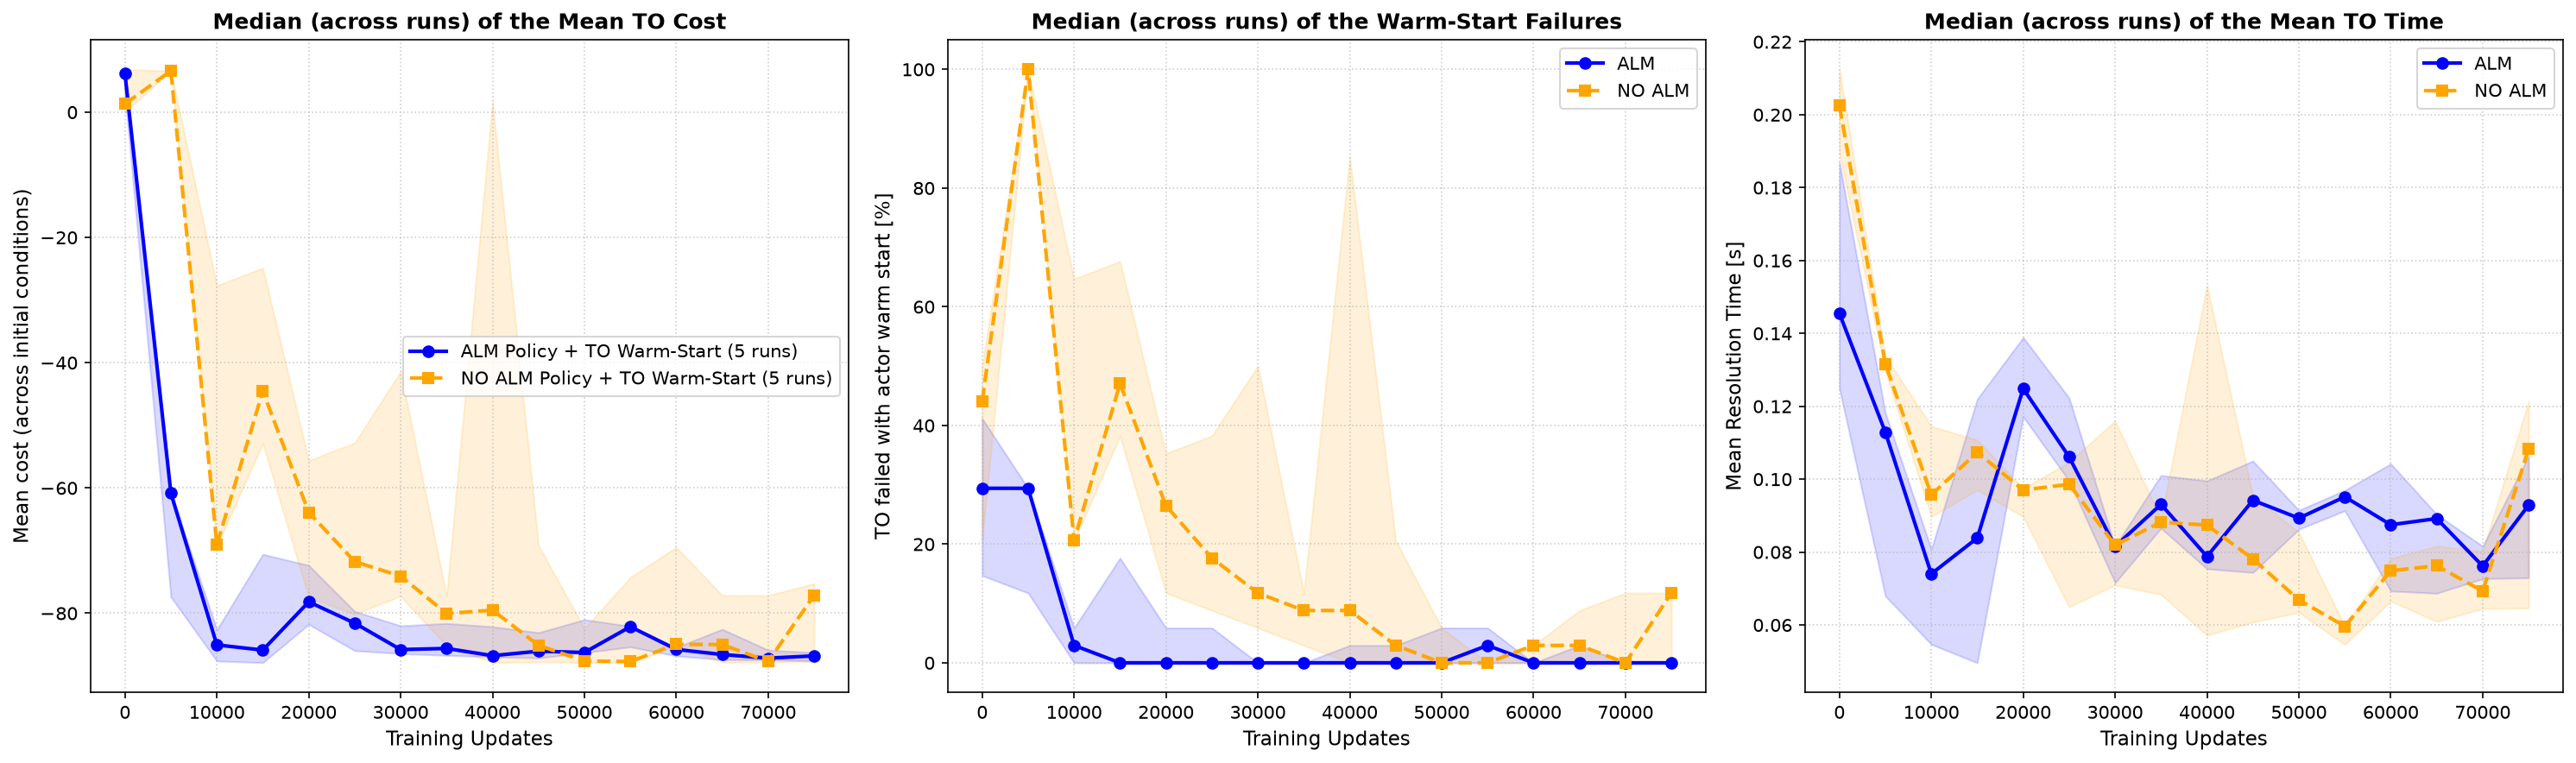 Median (across runs) of the Mean TO Cost
Mean cost (across initial conditions)
0
−20
−40
−60
−80
ALM Policy + TO Warm-Start (5 runs)
NO ALM Policy + TO Warm-Start (5 runs)
0 10000 20000 30000 40000 50000 60000 70000
Training Updates
Median (across runs) of the Warm-Start Failures
TO failed with actor warm start [%]
100
80
60
40
20
0
ALM
NO ALM
0 10000 20000 30000 40000 50000 60000 70000
Training Updates
Median (across runs) of the Mean TO Time
Mean Resolution Time [s]
0.22
0.20
0.18
0.16
0.14
0.12
0.10
0.08
0.06
ALM
NO ALM
0 10000 20000 30000 40000 50000 60000 70000
Training Updates